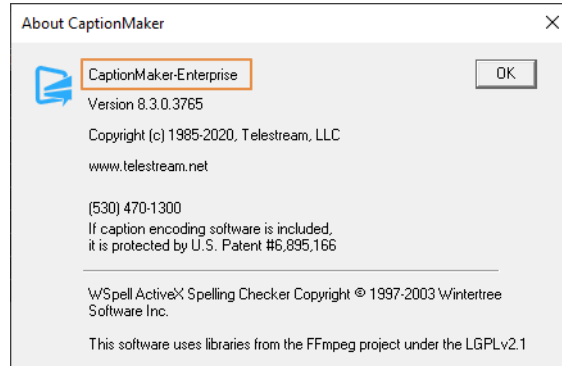 About CaptionMaker
CaptionMaker-Enterprise
OK
Version 8.3.0.3765
Copyright (c) 1985-2020, Telestream, LLC
www.telestream.net
(530) 470-1300
If caption encoding software is included,
it is protected by U.S. Patent #6,895,166
WSpell ActiveX Spelling Checker Copyright © 1997-2003 Wintertree
Software Inc.
This software uses libraries from the FFmpeg project under the LGPLv2.1